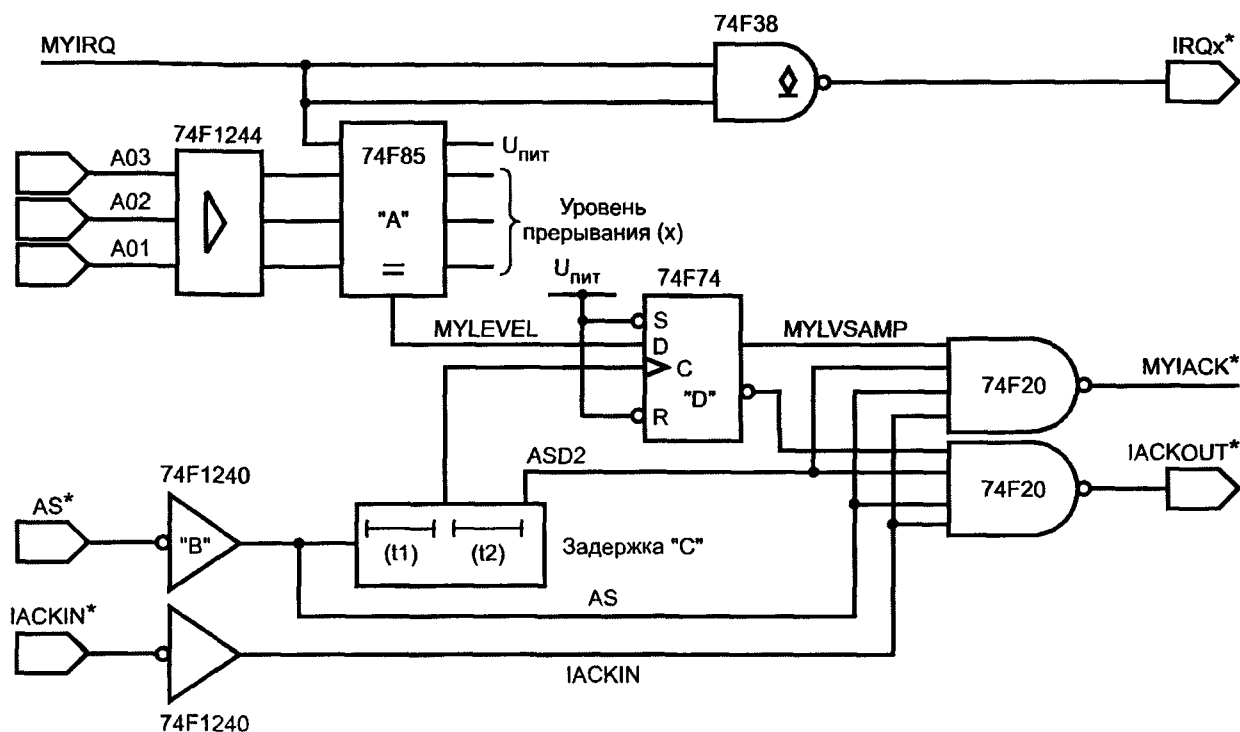 74F38
MYIRQ
IRQx*
74F1244
A03
A02
A01
74F85
"A"
=
Uпит
Уровень
прерывания (x)
Uпит
74F74
MYLEVEL
S
D
C
"D"
R
MYLVSAMP
74F20
MYIACK*
ASD2
74F20
IACKOUT*
74F1240
AS*
"B"
(t1)
(t2)
Задержка "C"
AS
IACKIN*
IACKIN
74F1240